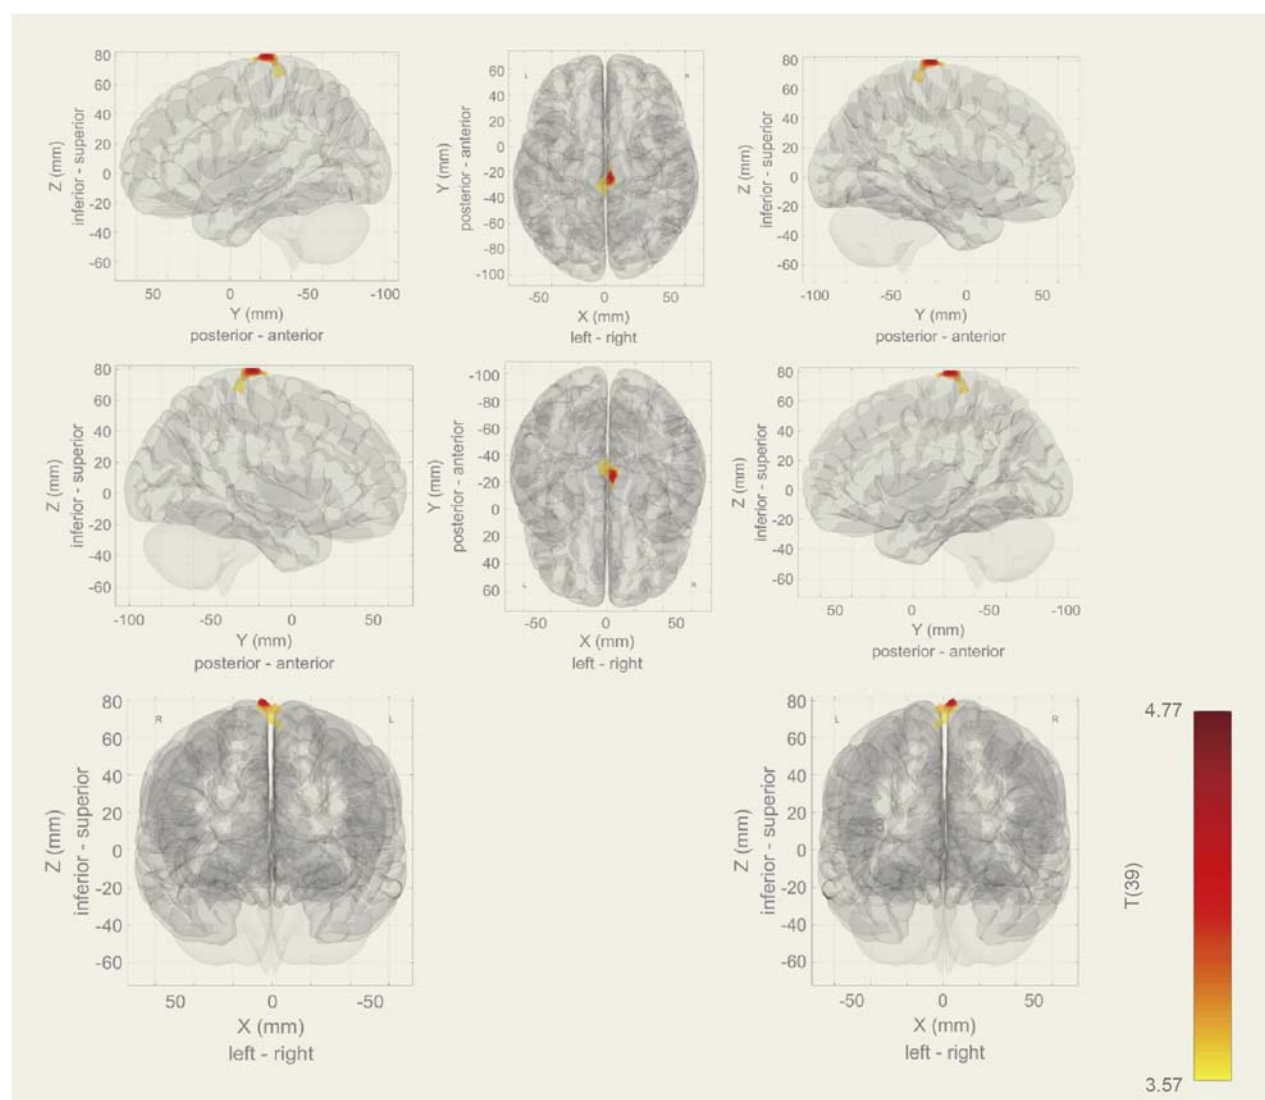 80
60
40
20
0
-20
-40
-60
Z (mm)
inferior - superior
50 0 -50 -100
Y (mm)
posterior - anterior
60
40
20
0
-20
-40
-60
-80
-100
Y (mm)
posterior - anterior
L R
-50 0 50
X (mm)
left - right
80
60
40
20
0
-20
-40
-60
Z (mm)
inferior - superior
-100 -50 0 50
Y (mm)
posterior - anterior
80
60
40
20
0
-20
-40
-60
Z (mm)
inferior - superior
-100 -50 0 50
Y (mm)
posterior - anterior
-100
-80
-60
-40
-20
0
20
40
60
Y (mm)
posterior - anterior
L R
-50 0 50
X (mm)
left - right
80
60
40
20
0
-20
-40
-60
Z (mm)
inferior - superior
50 0 -50 -100
Y (mm)
posterior - anterior
80
60
40
20
0
-20
-40
-60
Z (mm)
inferior - superior
R L
50 0 -50
X (mm)
left - right
80
60
40
20
0
-20
-40
-60
Z (mm)
inferior - superior
L R
-50 0 50
X (mm)
left - right
4.77
T(39)
3.57